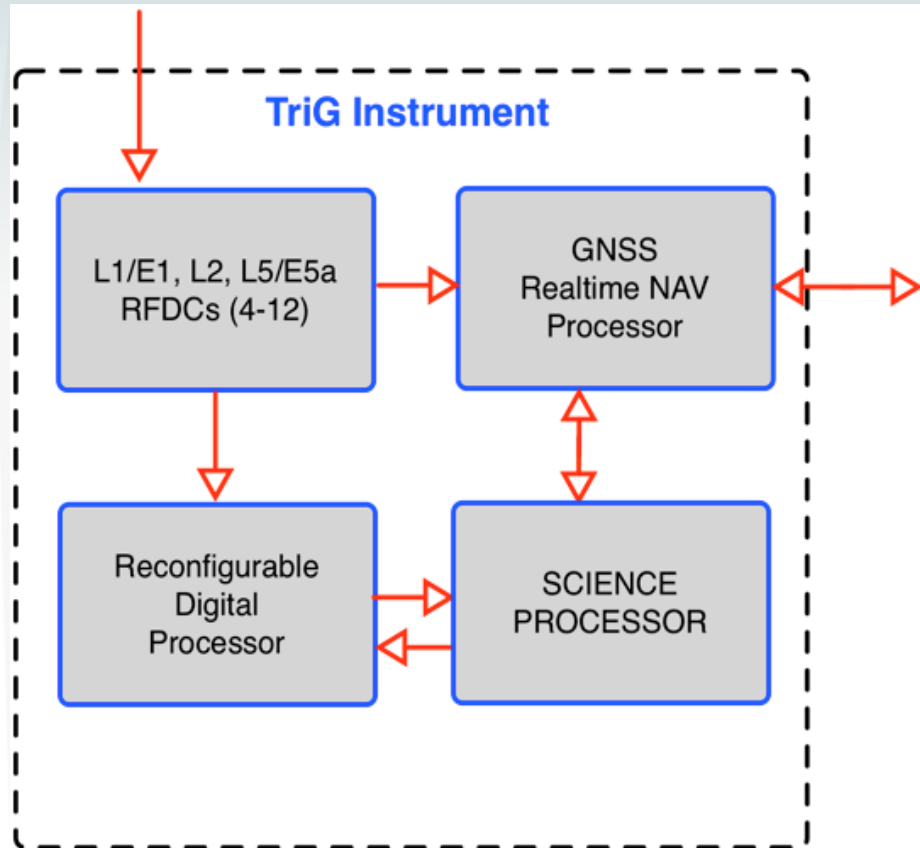 TriG Instrument
L1/E1, L2, L5/E5a
RFDCs (4-12)
GNSS
Realtime NAV
Processor
Reconfigurable
Digital
Processor
SCIENCE
PROCESSOR